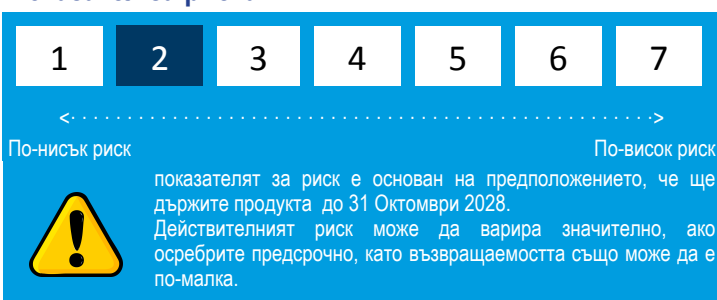 1 2 3 4 5 6 7
<· · · · · · · · · · · · · · · · · · · · · · · · · · · · · · · · · · · · · · · · · · · · · · · · · · · ·>
По-нисък риск По-висок риск
показателят за риск е основан на предположението, че ще
държите продукта до 31 Октомври 2028.
Действителният риск може да варира значително, ако
осребрите предсрочно, като възвращаемостта също може да е
по-малка.